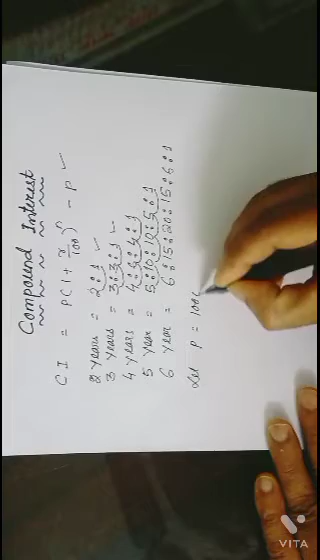 Compound Interest
CI = P(1 + r/100)^n - P ✓
2 years = 2:1 ✓
3 years = 3:3:1 ✓
4 years = 4:6:4:1
5 year = 5:10:10:5:1
6 year = 6:15:20:15:6:1
Let P = 100
VITA